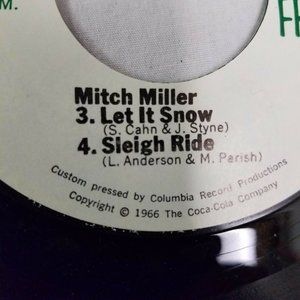 M.
Mitch Miller
3. Let It Snow
(S. Cahn & J. Styne)
4. Sleigh Ride
(L. Anderson & M. Parish)
Custom pressed by Columbia Record Productions
Copyright © 1966 The Coca-Cola Company